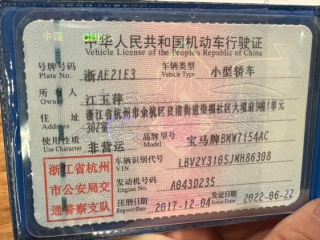 中华人民共和国机动车行驶证
Vehicle License of the People's Republic of China
号牌号码 浙AE21E3 车辆类型 小型轿车
Plate No. Vehicle Type
所有人 江玉萍
Owner
住址 浙江省杭州市余杭区良渚街道
302室
Address
使用性质 非营运 品牌型号 宝马牌BMW7154AC
Use Character Model
浙江省杭州
市公安局交
通警察支队
车辆识别代号 LBV2Y3105JMH86308
VIN
发动机号码 A043D235
Engine No.
注册日期 2017-12-04 发证日期 2022-06-22
Register Date Issue Date